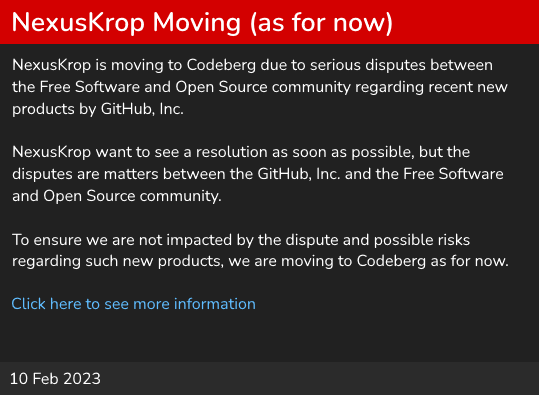 NexusKrop Moving (as for now)
NexusKrop is moving to Codeberg due to serious disputes between
the Free Software and Open Source community regarding recent new
products by GitHub, Inc.
NexusKrop want to see a resolution as soon as possible, but the
disputes are matters between the GitHub, Inc. and the Free Software
and Open Source community.
To ensure we are not impacted by the dispute and possible risks
regarding such new products, we are moving to Codeberg as for now.
Click here to see more information
10 Feb 2023